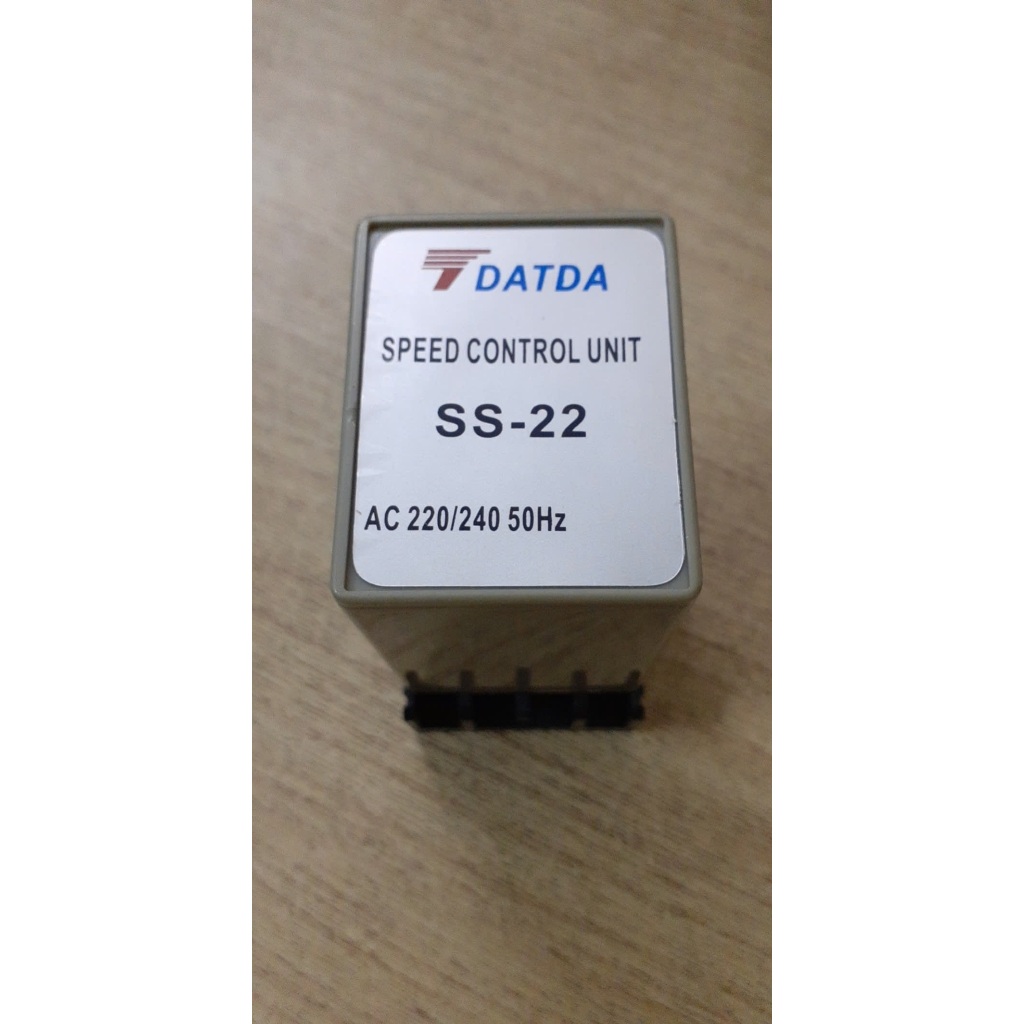 DATDA
SPEED CONTROL UNIT
SS-22
AC 220/240 50Hz